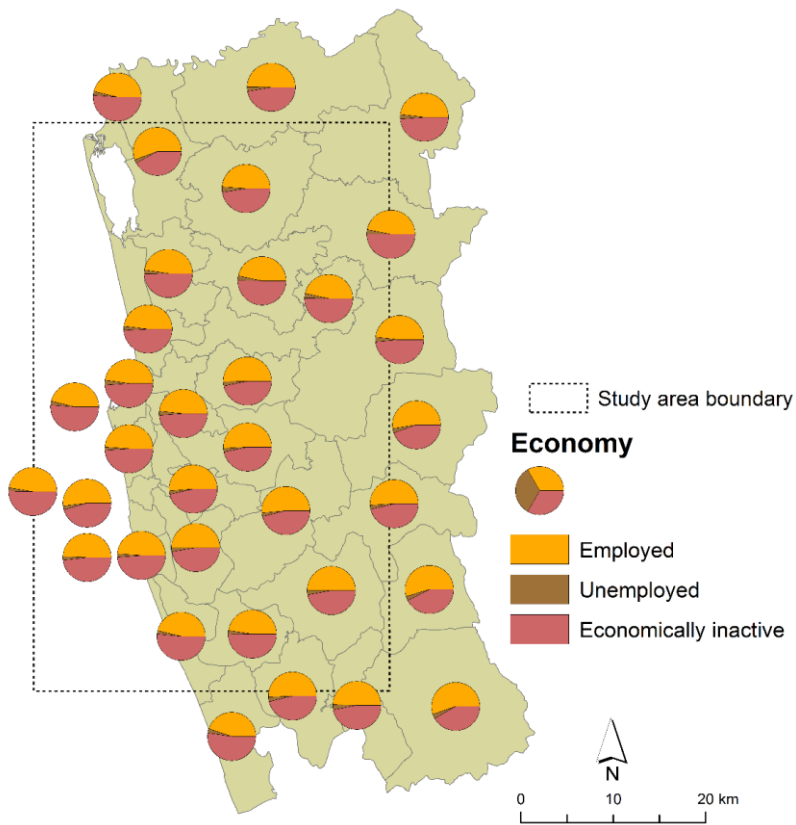 Study area boundary
Economy
Employed
Unemployed
Economically inactive
N
0 10 20 km